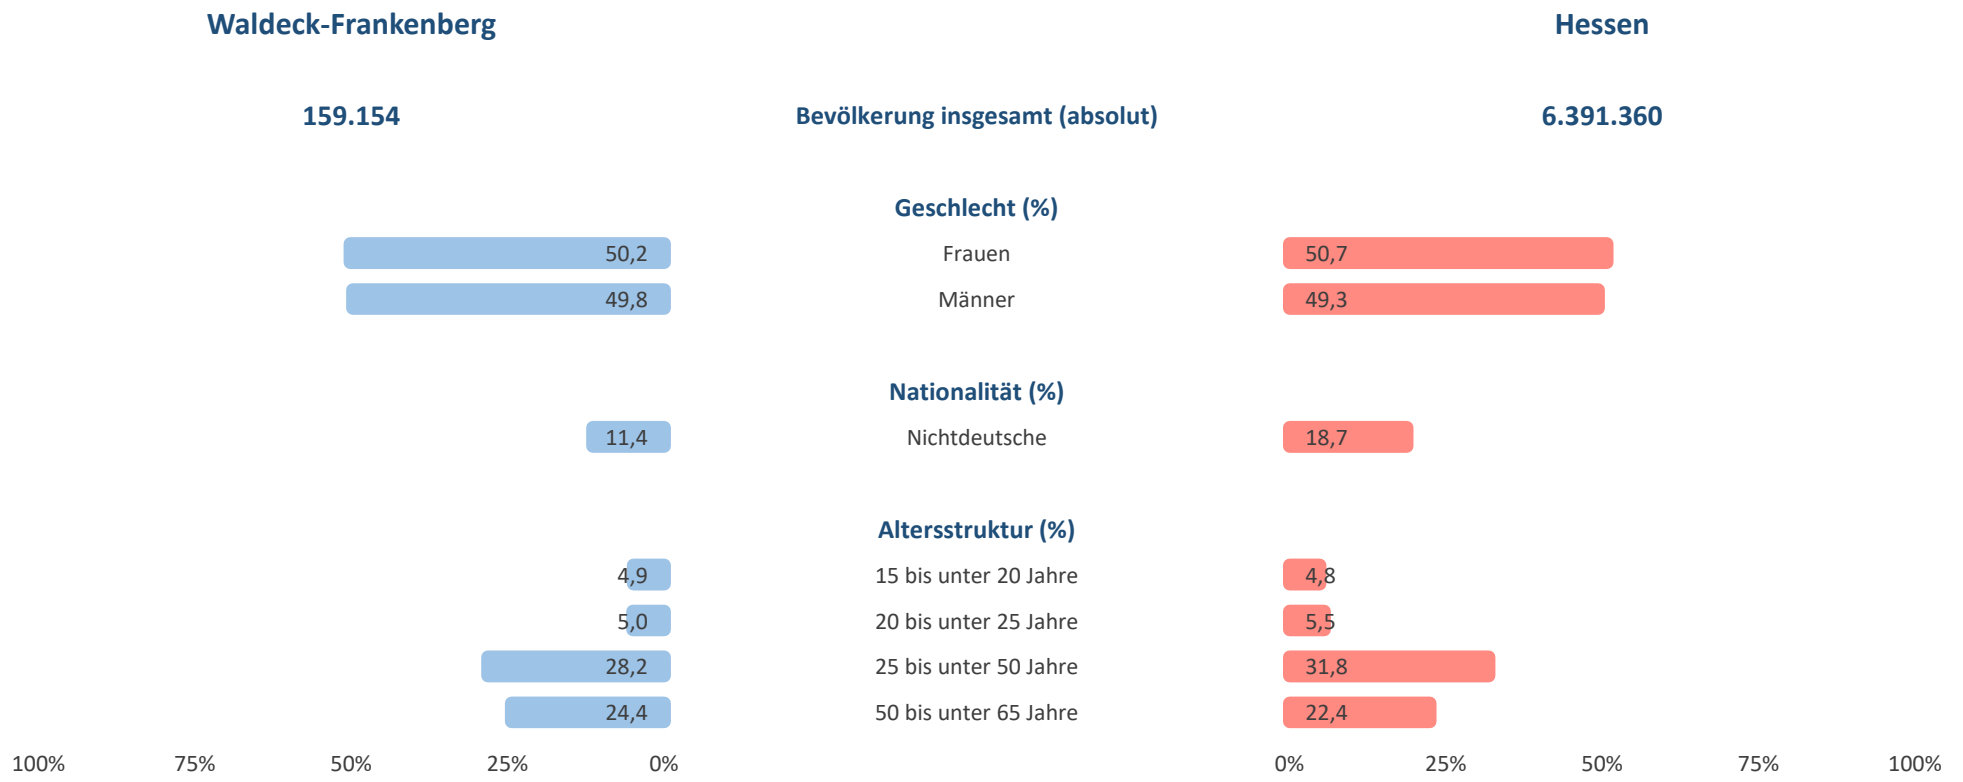 Waldeck-Frankenberg Hessen
159.154 Bevölkerung insgesamt (absolut) 6.391.360
Geschlecht (%)
50,2 Frauen 50,7
49,8 Männer 49,3
Nationalität (%)
11,4 Nichtdeutsche 18,7
Altersstruktur (%)
4,9 15 bis unter 20 Jahre 4,8
5,0 20 bis unter 25 Jahre 5,5
28,2 25 bis unter 50 Jahre 31,8
24,4 50 bis unter 65 Jahre 22,4
100% 75% 50% 25% 0% 0% 25% 50% 75% 100%